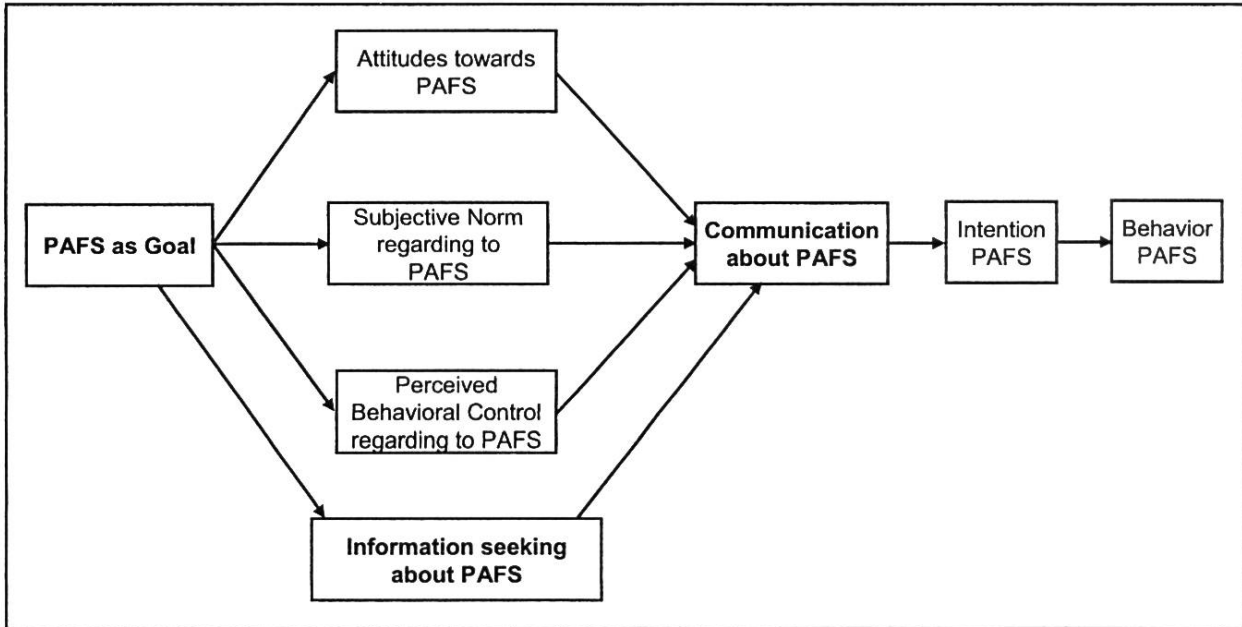 Attitudes towards
PAFS
PAFS as Goal
Subjective Norm
regarding to
PAFS
Communication
about PAFS
Intention
PAFS
Behavior
PAFS
Perceived
Behavioral Control
regarding to PAFS
Information seeking
about PAFS